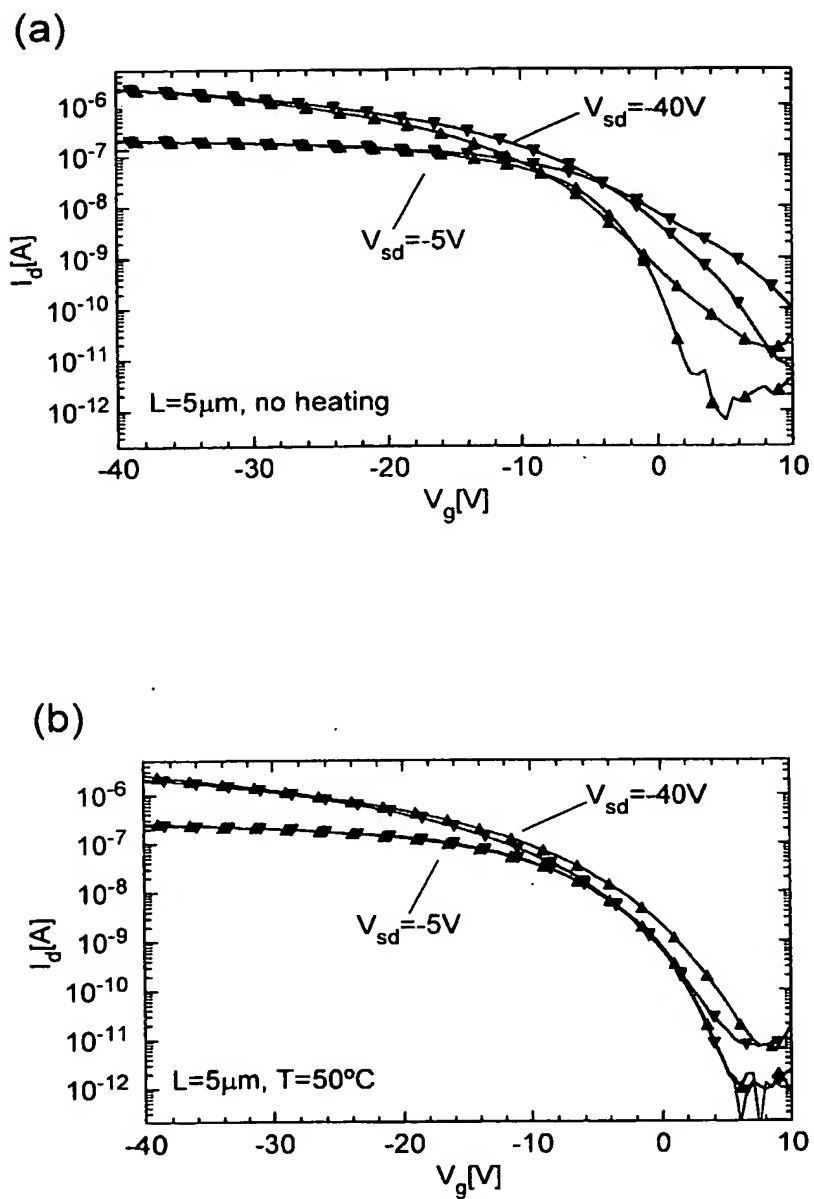 (a)
10⁻⁶
10⁻⁷
10⁻⁸
10⁻⁹
10⁻¹⁰
10⁻¹¹
10⁻¹²
I_d[A]
V_sd=-40V
V_sd=-5V
L=5μm, no heating
-40 -30 -20 -10 0 10
V_g[V]
(b)
10⁻⁶
10⁻⁷
10⁻⁸
10⁻⁹
10⁻¹⁰
10⁻¹¹
10⁻¹²
I_d[A]
V_sd=-40V
V_sd=-5V
L=5μm, T=50ºC
-40 -30 -20 -10 0 10
V_g[V]